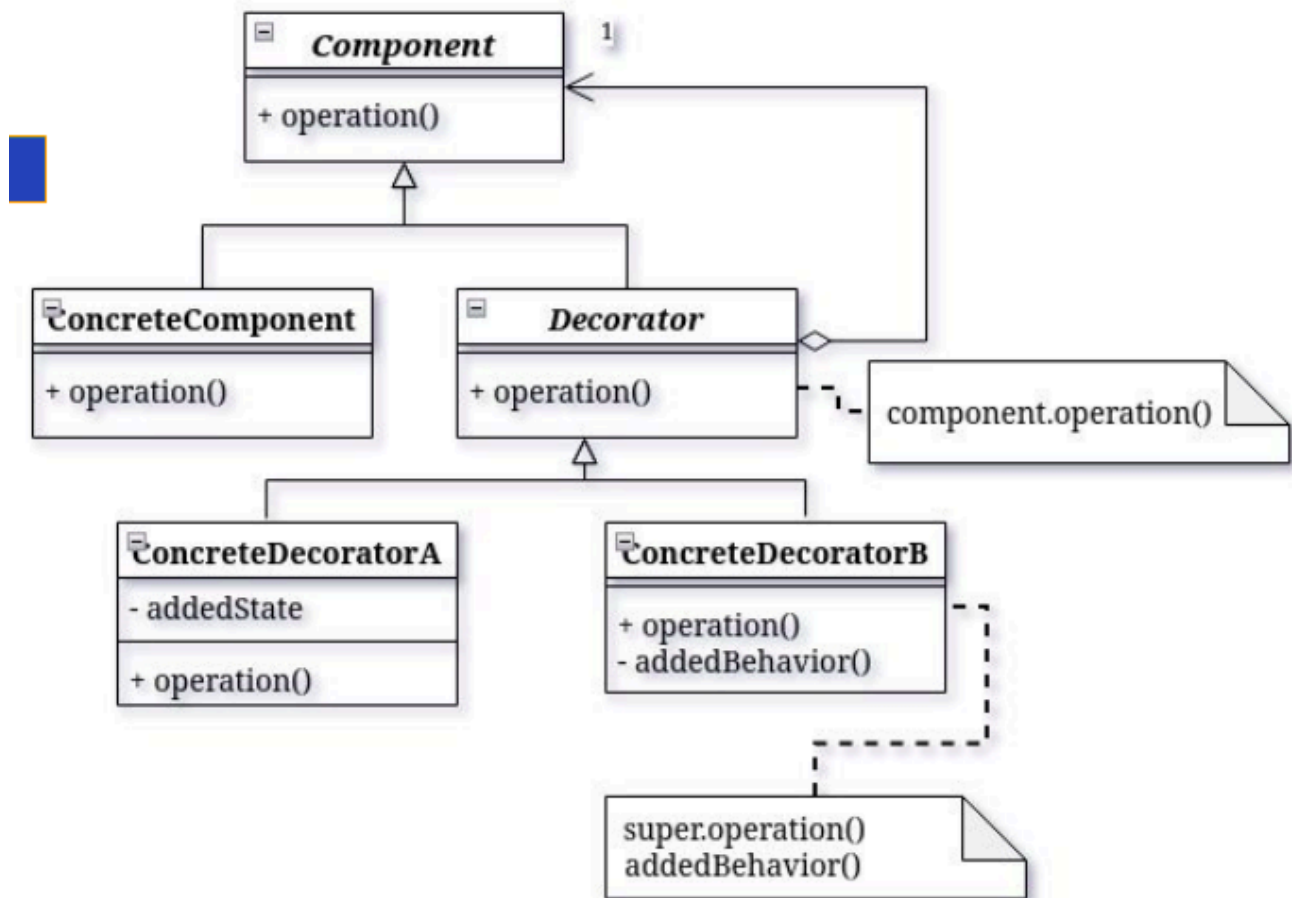 Component
1
+ operation()
ConcreteComponent
+ operation()
Decorator
+ operation()
component.operation()
ConcreteDecoratorA
- addedState
+ operation()
ConcreteDecoratorB
+ operation()
- addedBehavior()
super.operation()
addedBehavior()